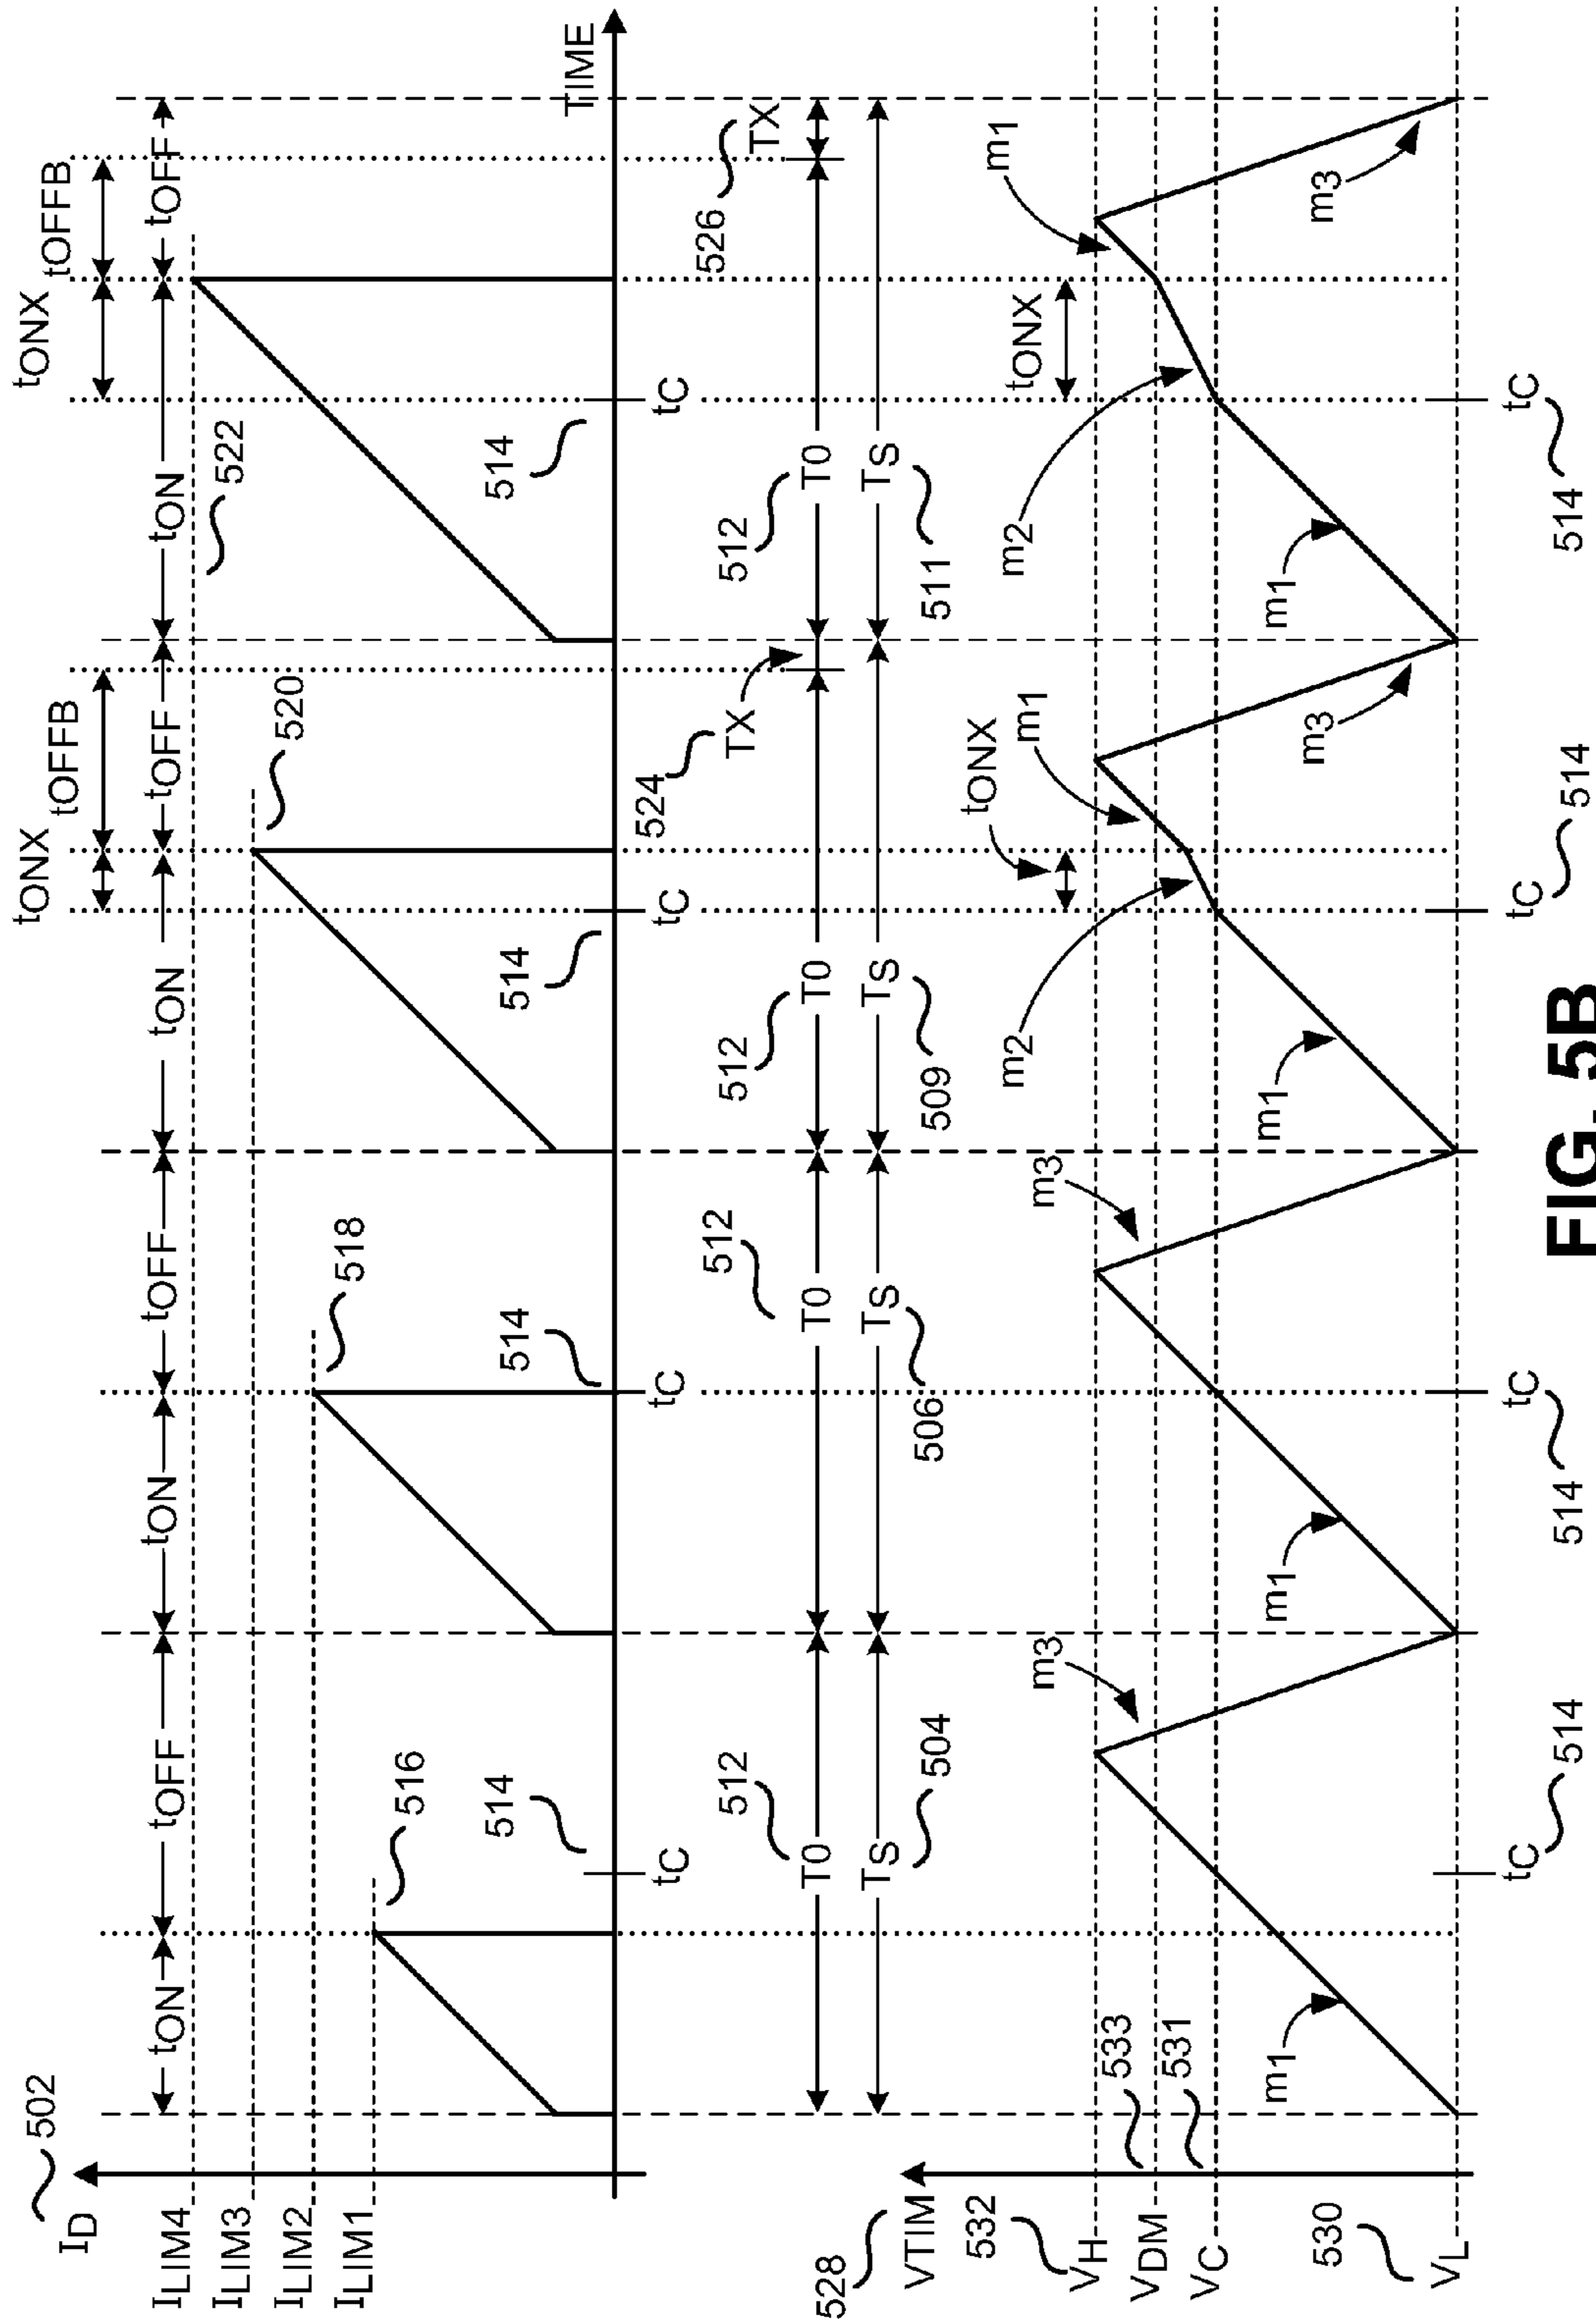 502
ID
ILIM4
ILIM3
ILIM2
ILIM1
tON
tOFF
tON
tOFF
tON
tOFF
tON
tOFF
tONX
tOFFB
tONX
tOFFB
516
518
520
522
514
514
514
514
tC
tC
tC
tC
TIME
512
512
512
512
T0
T0
T0
T0
524
TX
526
TX
TS
TS
TS
TS
504
506
509
511
528
VTIM
532
VH
533
VDM
531
VC
530
VL
m1
m3
m1
m3
m1
m2
tONX
m1
m3
m1
m2
tONX
m1
m3
tC
tC
tC
tC
514
514
514
514
FIG. 5B